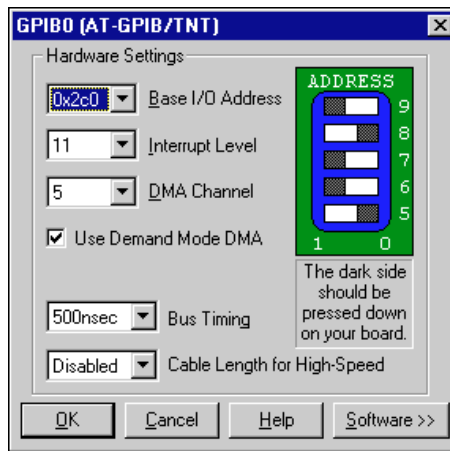 GPIB0 (AT-GPIB/TNT)
Hardware Settings
0x2c0 Base I/O Address
11 Interrupt Level
5 DMA Channel
Use Demand Mode DMA
500nsec Bus Timing
Disabled Cable Length for High-Speed
ADDRESS
9
8
7
6
5
1 0
The dark side
should be
pressed down
on your board.
OK Cancel Help Software >>